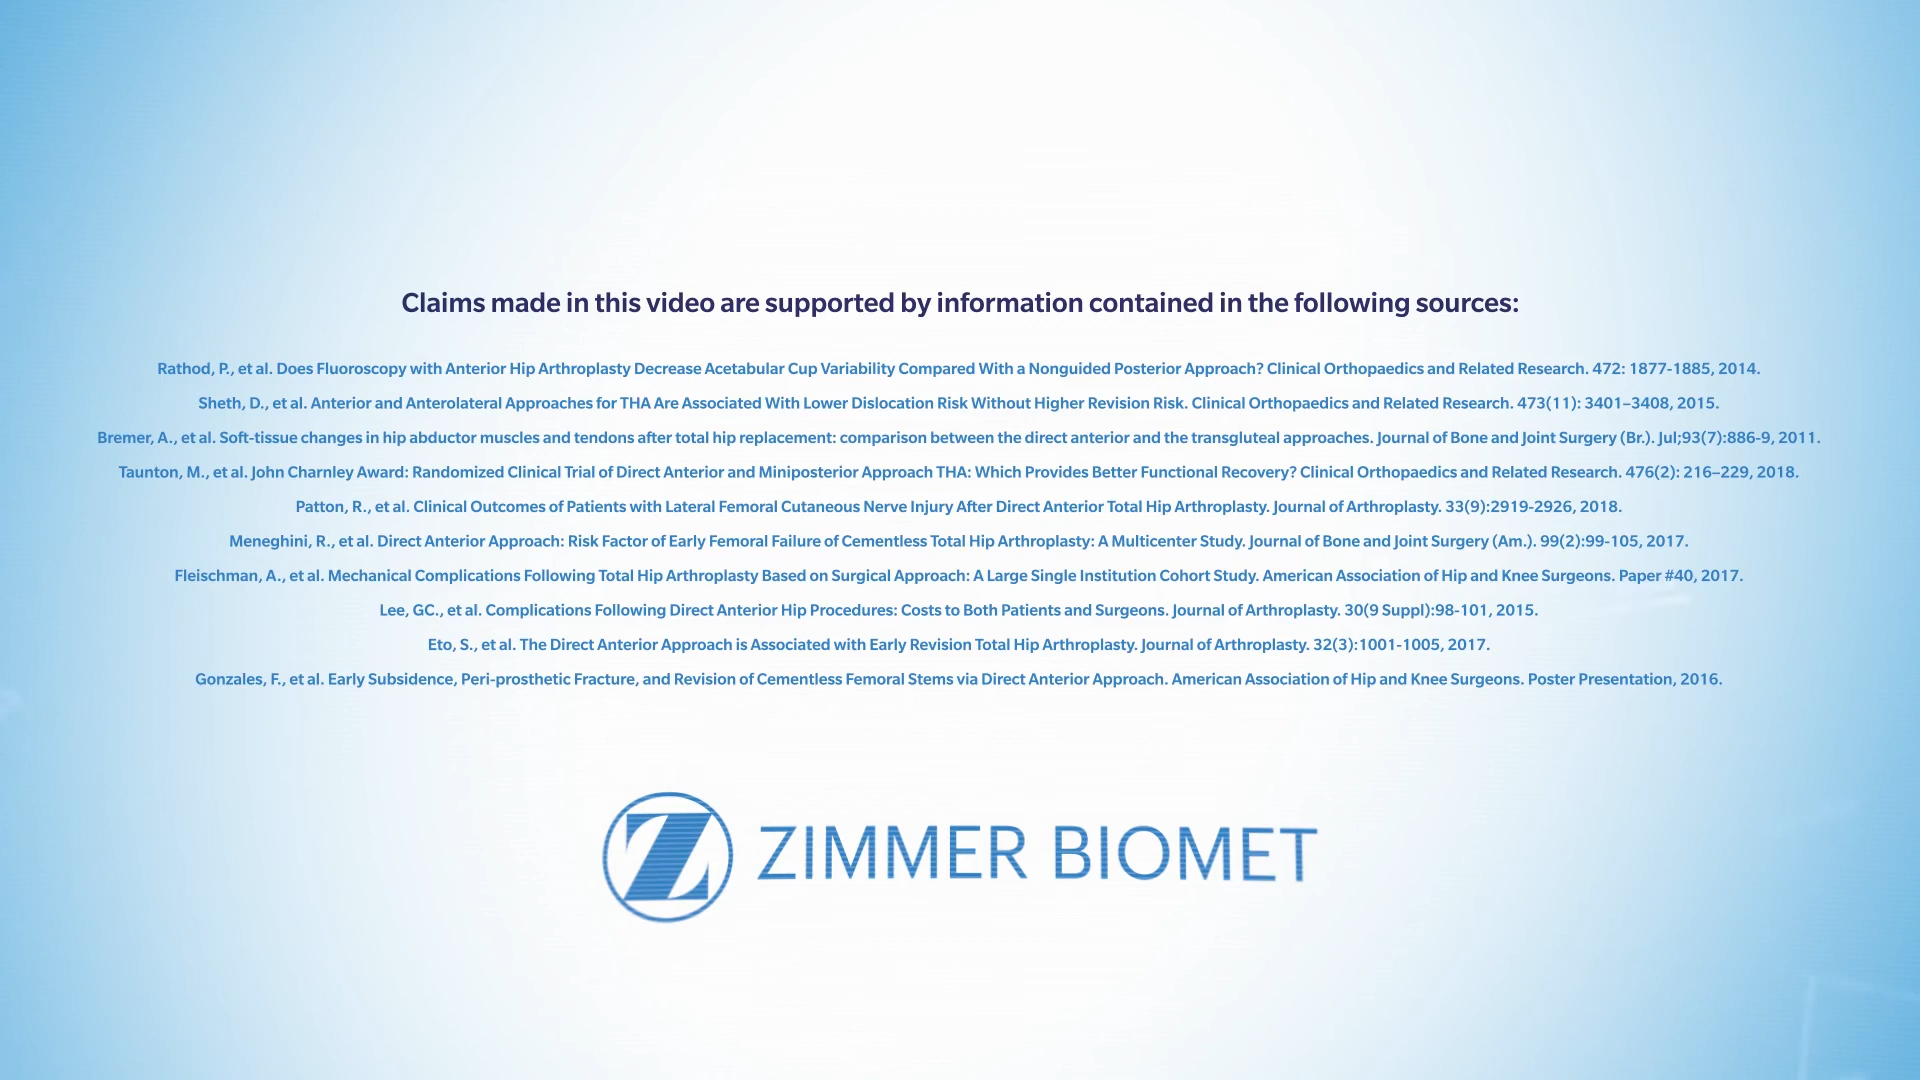 Claims made in this video are supported by information contained in the following sources:
Rathod, P., et al. Does Fluoroscopy with Anterior Hip Arthroplasty Decrease Acetabular Cup Variability Compared With a Nonguided Posterior Approach? Clinical Orthopaedics and Related Research. 472: 1877-1885, 2014.
Sheth, D., et al. Anterior and Anterolateral Approaches for THA Are Associated With Lower Dislocation Risk Without Higher Revision Risk. Clinical Orthopaedics and Related Research. 473(11): 3401–3408, 2015.
Bremer, A., et al. Soft-tissue changes in hip abductor muscles and tendons after total hip replacement: comparison between the direct anterior and the transgluteal approaches. Journal of Bone and Joint Surgery (Br.). Jul;93(7):886-9, 2011.
Taunton, M., et al. John Charnley Award: Randomized Clinical Trial of Direct Anterior and Miniposterior Approach THA: Which Provides Better Functional Recovery? Clinical Orthopaedics and Related Research. 476(2): 216–229, 2018.
Patton, R., et al. Clinical Outcomes of Patients with Lateral Femoral Cutaneous Nerve Injury After Direct Anterior Total Hip Arthroplasty. Journal of Arthroplasty. 33(9):2919-2926, 2018.
Meneghini, R., et al. Direct Anterior Approach: Risk Factor of Early Femoral Failure of Cementless Total Hip Arthroplasty: A Multicenter Study. Journal of Bone and Joint Surgery (Am.). 99(2):99-105, 2017.
Fleischman, A., et al. Mechanical Complications Following Total Hip Arthroplasty Based on Surgical Approach: A Large Single Institution Cohort Study. American Association of Hip and Knee Surgeons. Paper #40, 2017.
Lee, GC., et al. Complications Following Direct Anterior Hip Procedures: Costs to Both Patients and Surgeons. Journal of Arthroplasty. 30(9 Suppl):98-101, 2015.
Eto, S., et al. The Direct Anterior Approach is Associated with Early Revision Total Hip Arthroplasty. Journal of Arthroplasty. 32(3):1001-1005, 2017.
Gonzales, F., et al. Early Subsidence, Peri-prosthetic Fracture, and Revision of Cementless Femoral Stems via Direct Anterior Approach. American Association of Hip and Knee Surgeons. Poster Presentation, 2016.
Z ZIMMER BIOMET